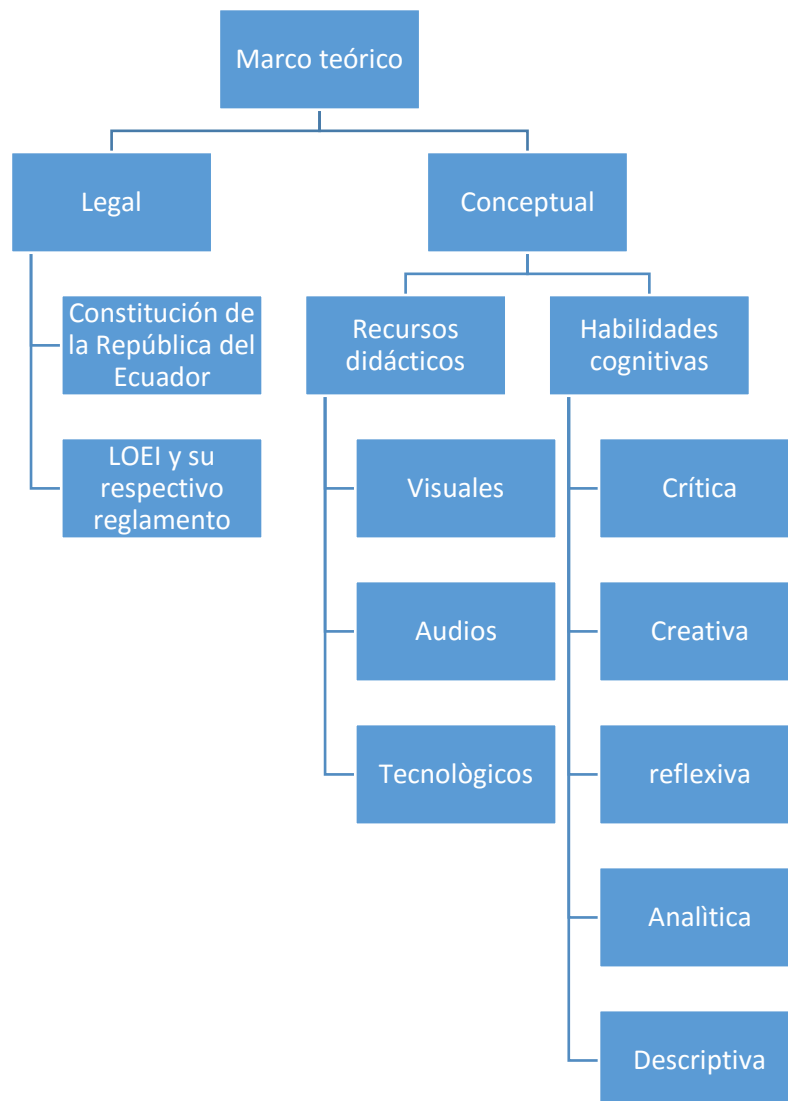 Marco teórico
Legal
Conceptual
Constitución de
la República del
Ecuador
LOEI y su
respectivo
reglamento
Recursos
didácticos
Visuales
Audios
Tecnològicos
Habilidades
cognitivas
Crítica
Creativa
reflexiva
Analìtica
Descriptiva